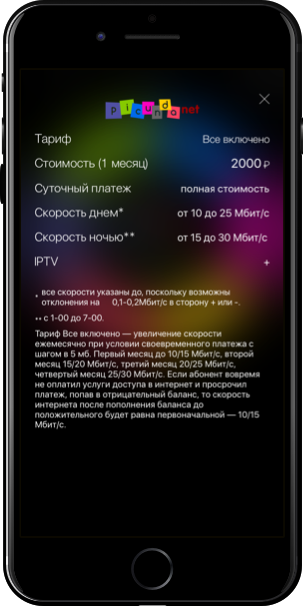 picunda net
Тариф Все включено
Стоимость (1 месяц) 2000 ₽
Суточный платеж полная стоимость
Скорость днем* от 10 до 25 Мбит/с
Скорость ночью** от 15 до 30 Мбит/с
IPTV +
* все скорости указаны до, поскольку возможны
отклонения на 0,1-0,2Мбит/с в сторону + или -.
** с 1-00 до 7-00.
Тариф Все включено — увеличение скорости
ежемесячно при условии своевременного платежа с
шагом в 5 мб. Первый месяц до 10/15 Мбит/с, второй
месяц 15/20 Мбит/с, третий месяц 20/25 Мбит/с,
четвертый месяц 25/30 Мбит/с. Если абонент вовремя
не оплатил услуги доступа в интернет и просрочил
платеж, попав в отрицательный баланс, то скорость
интернета после пополнения баланса до
положительного будет равна первоначальной — 10/15
Мбит/с.